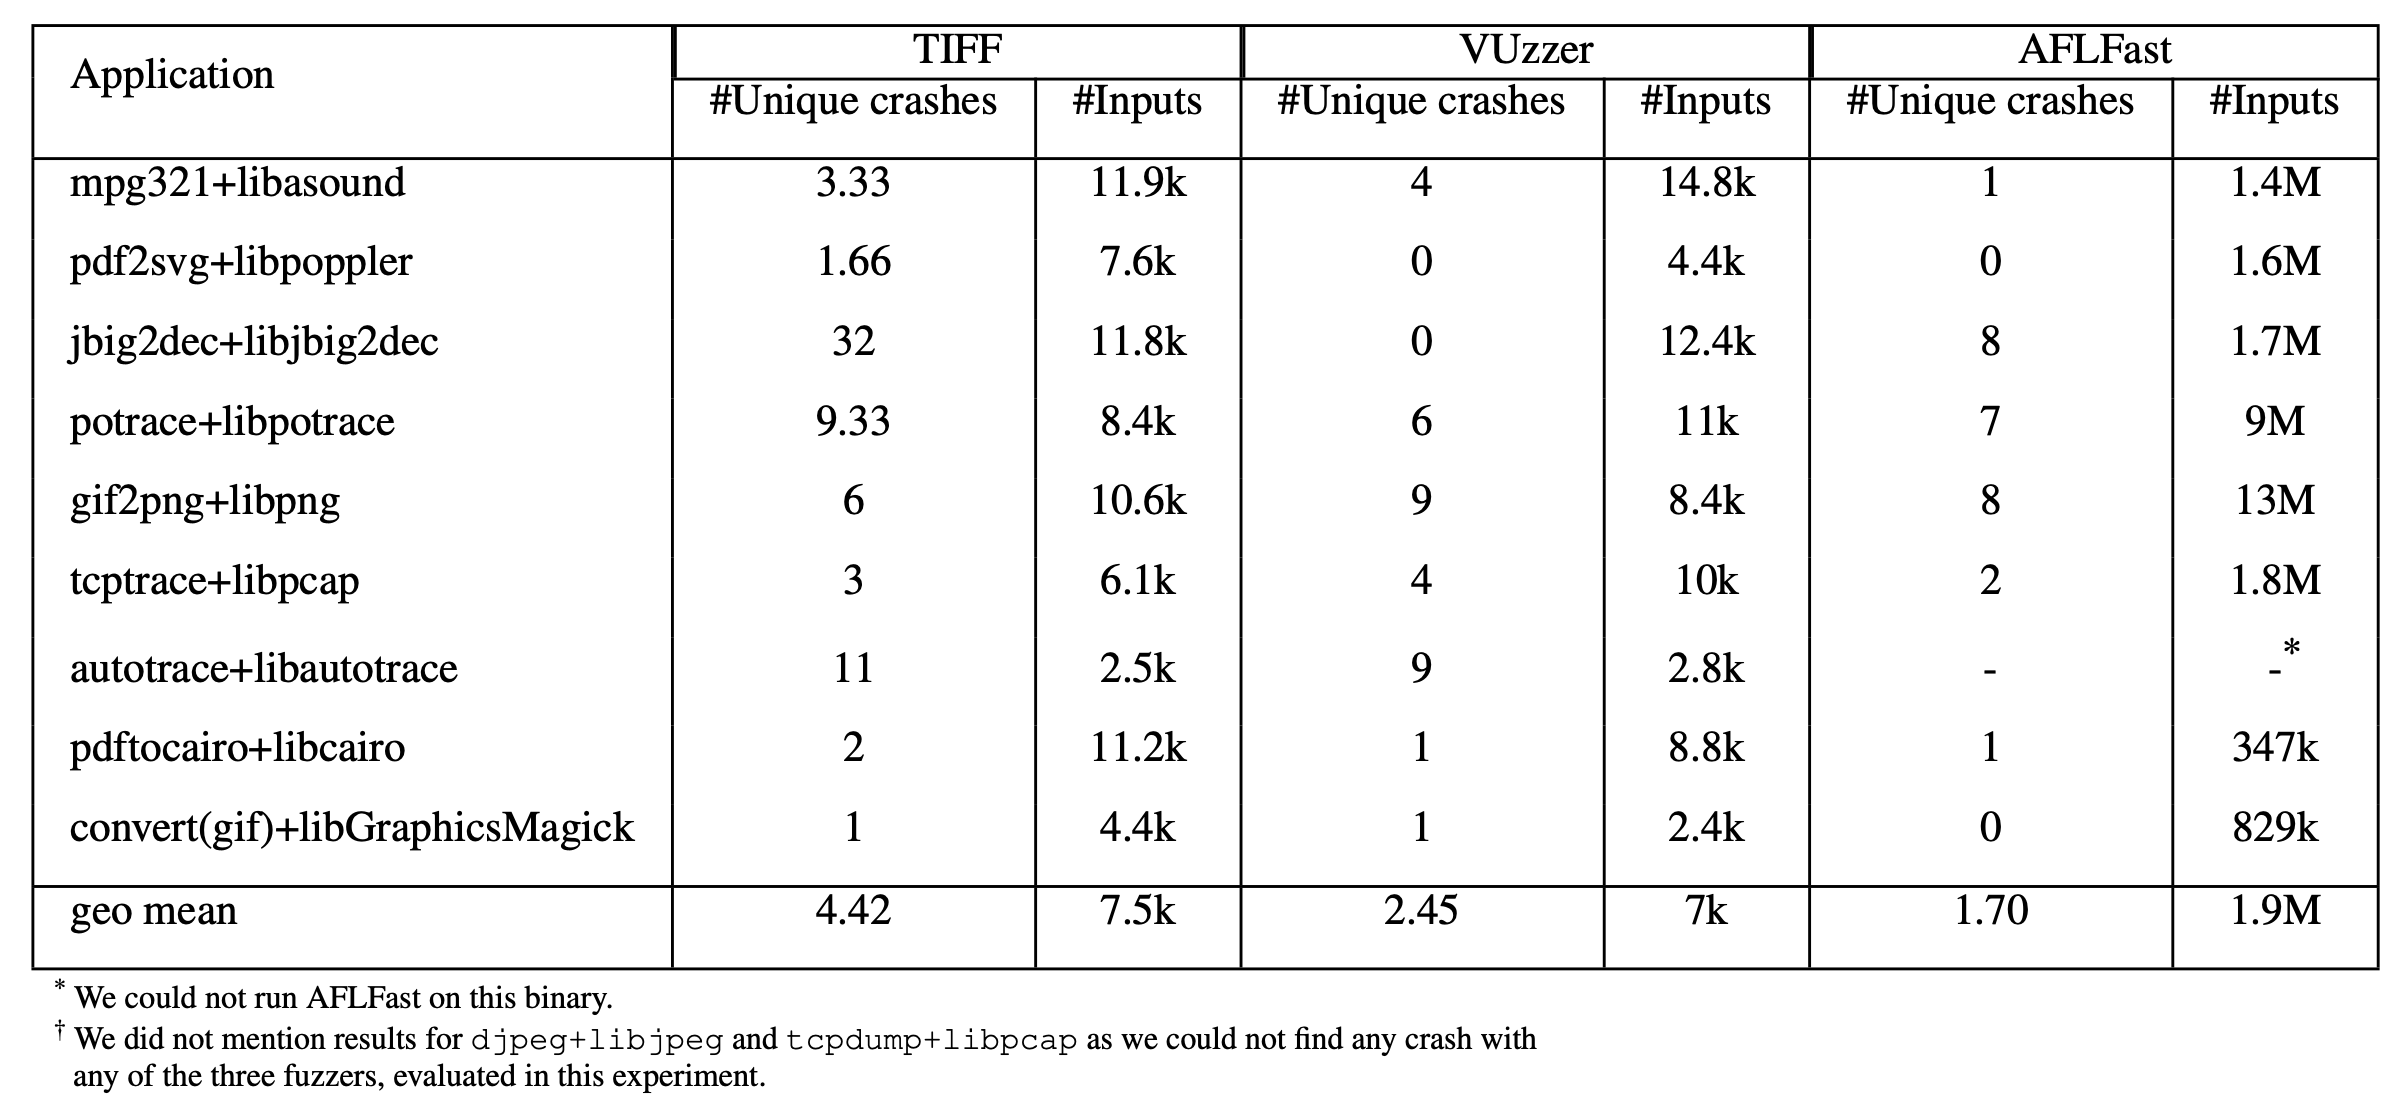 Application TIFF VUzzer AFLFast
#Unique crashes #Inputs #Unique crashes #Inputs #Unique crashes #Inputs
mpg321+libasound 3.33 11.9k 4 14.8k 1 1.4M
pdf2svg+libpoppler 1.66 7.6k 0 4.4k 0 1.6M
jbig2dec+libjbig2dec 32 11.8k 0 12.4k 8 1.7M
potrace+libpotrace 9.33 8.4k 6 11k 7 9M
gif2png+libpng 6 10.6k 9 8.4k 8 13M
tcptrace+libpcap 3 6.1k 4 10k 2 1.8M
autotrace+libautotrace 11 2.5k 9 2.8k - -*
pdftocairo+libcairo 2 11.2k 1 8.8k 1 347k
convert(gif)+libGraphicsMagick 1 4.4k 1 2.4k 0 829k
geo mean 4.42 7.5k 2.45 7k 1.70 1.9M
* We could not run AFLFast on this binary.
† We did not mention results for djpeg+libjpeg and tcpdump+libpcap as we could not find any crash with
any of the three fuzzers, evaluated in this experiment.